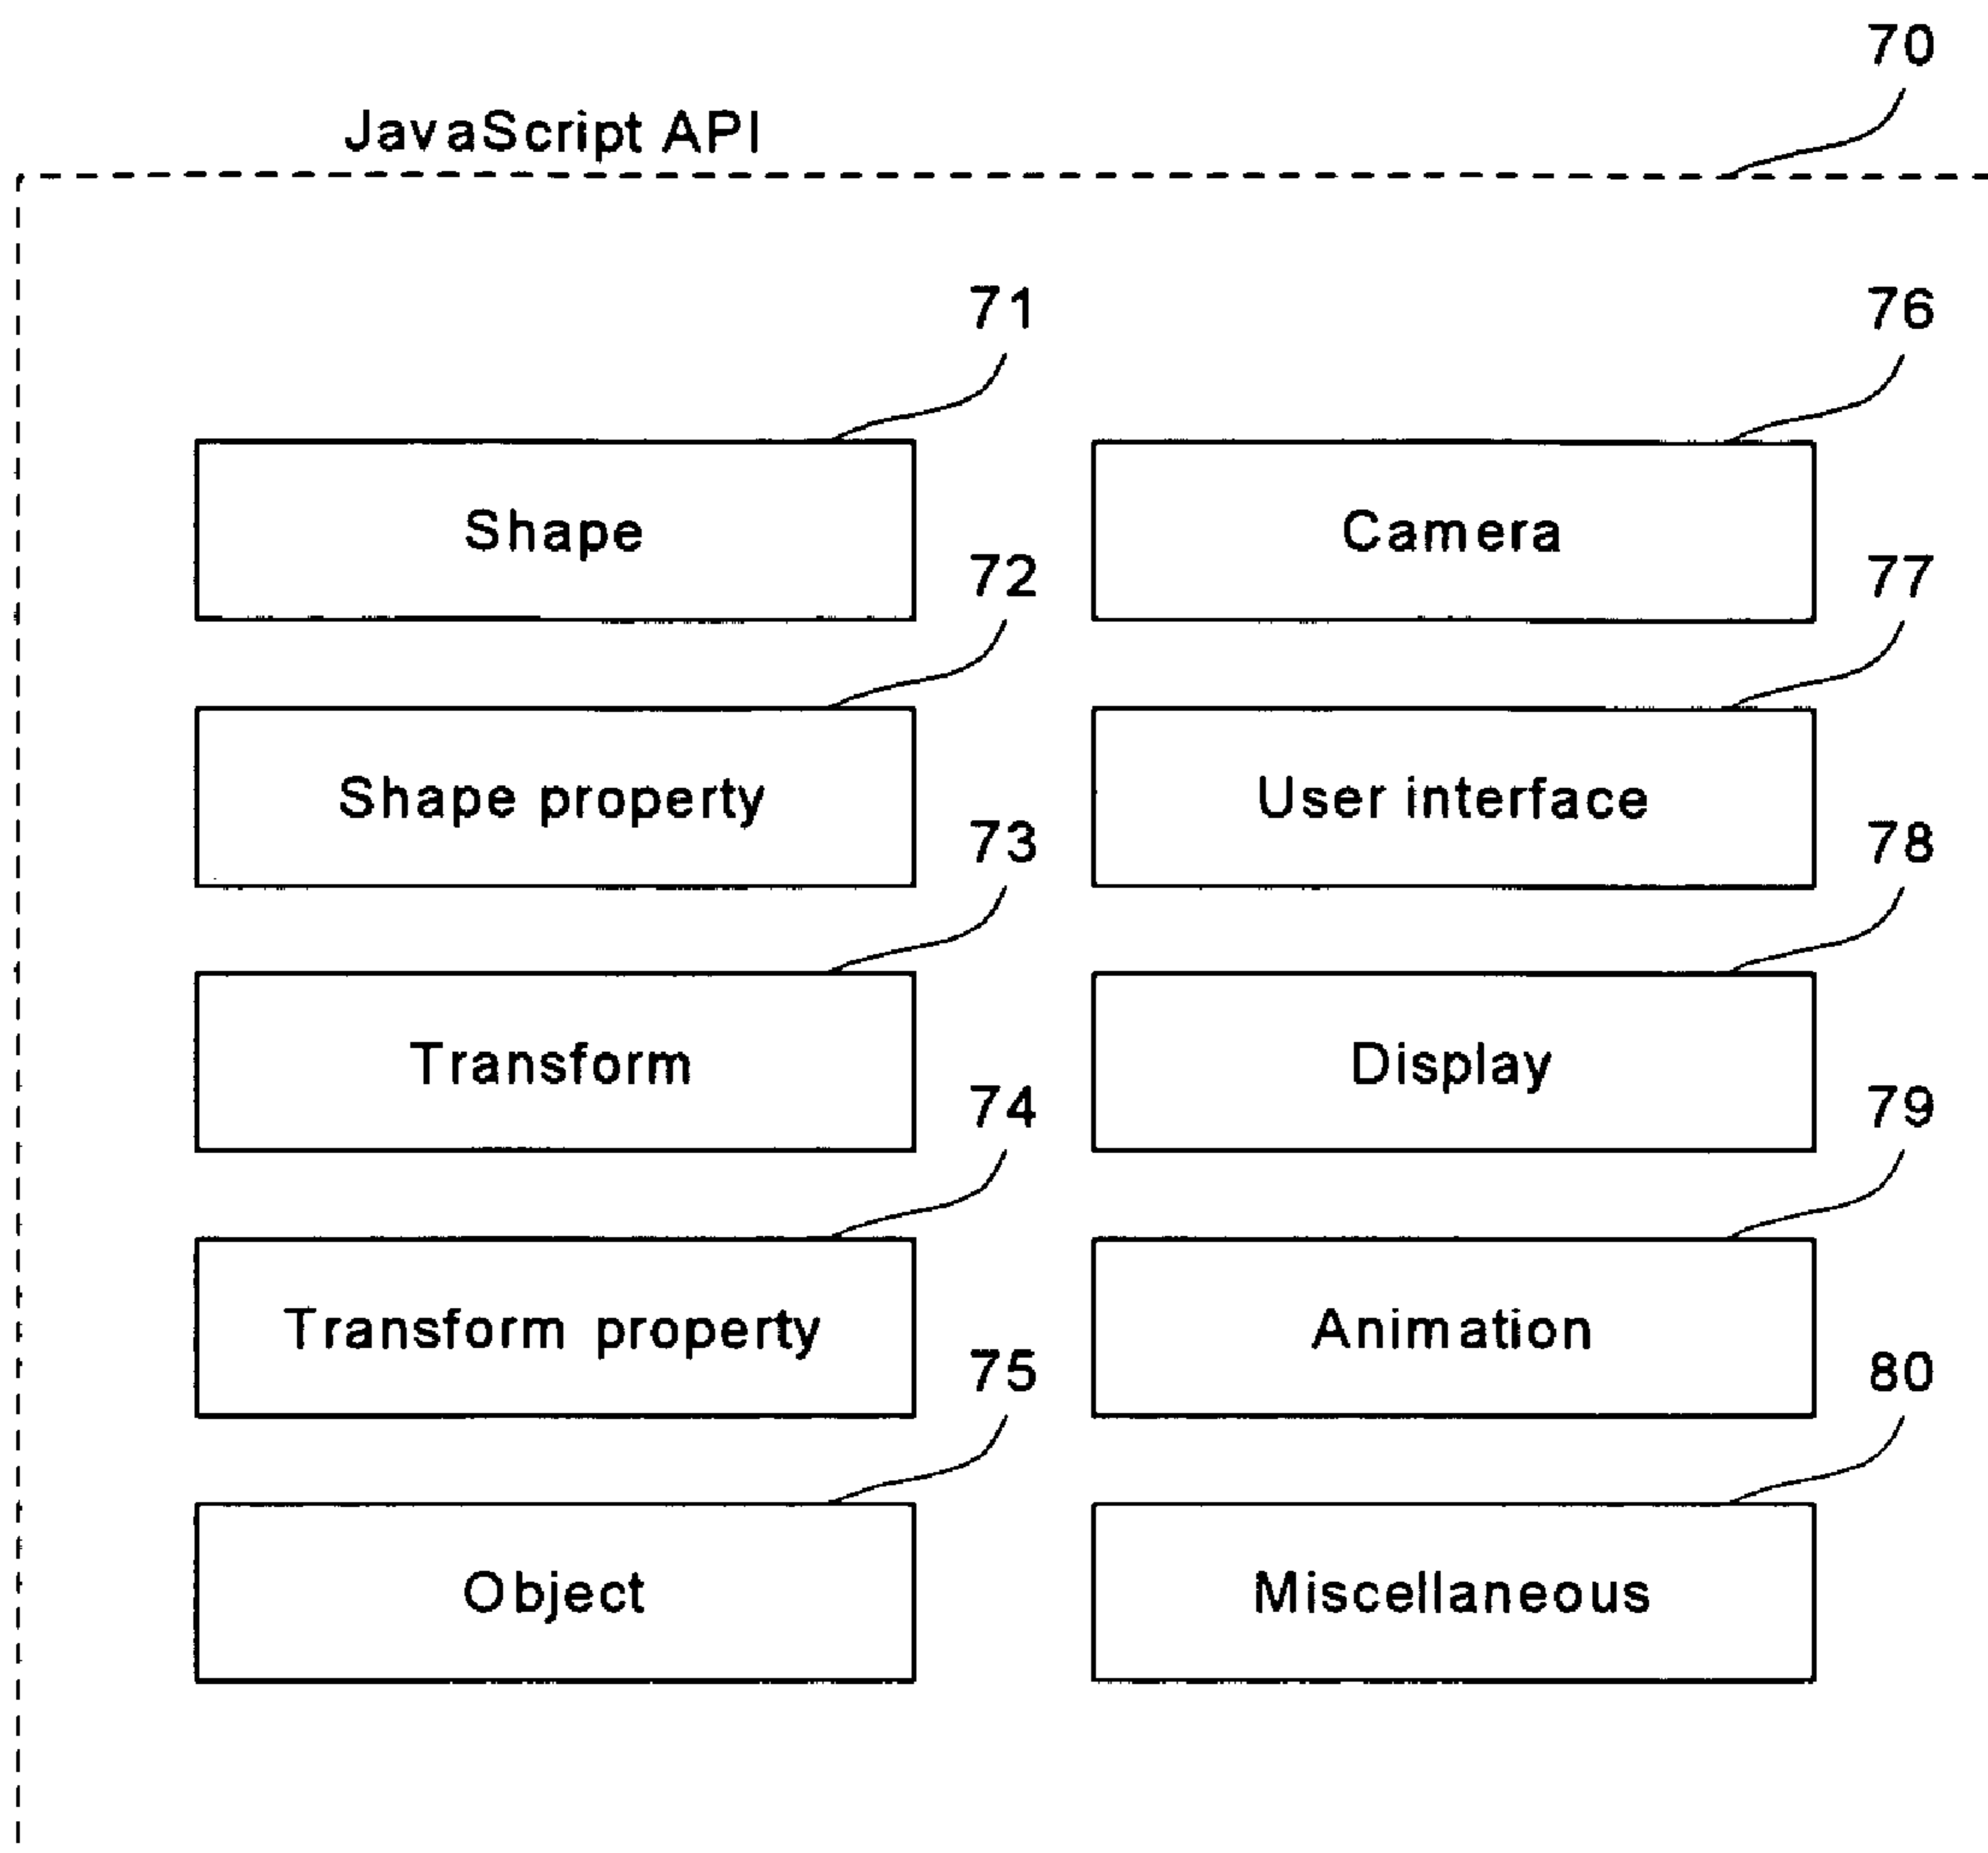 70
JavaScript API
71
76
Shape
Camera
72
77
Shape property
User interface
73
78
Transform
Display
74
79
Transform property
Animation
75
80
Object
Miscellaneous